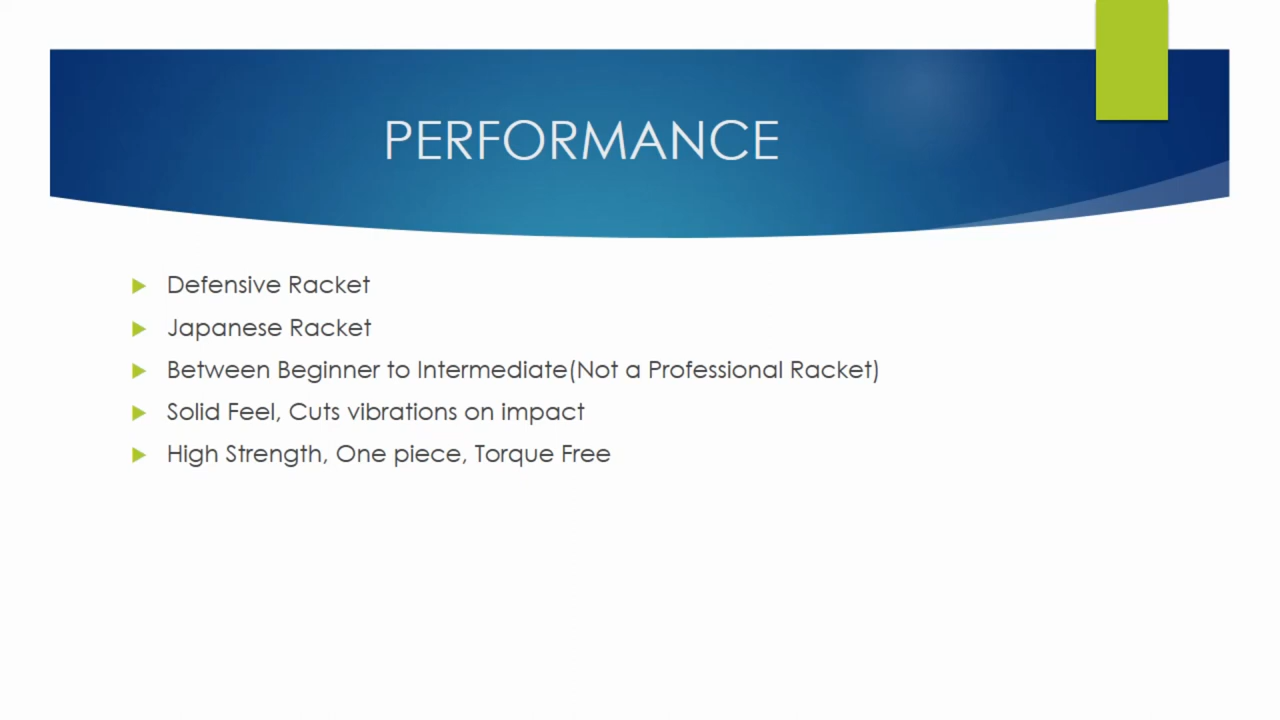 PERFORMANCE
Defensive Racket
Japanese Racket
Between Beginner to Intermediate(Not a Professional Racket)
Solid Feel, Cuts vibrations on impact
High Strength, One piece, Torque Free